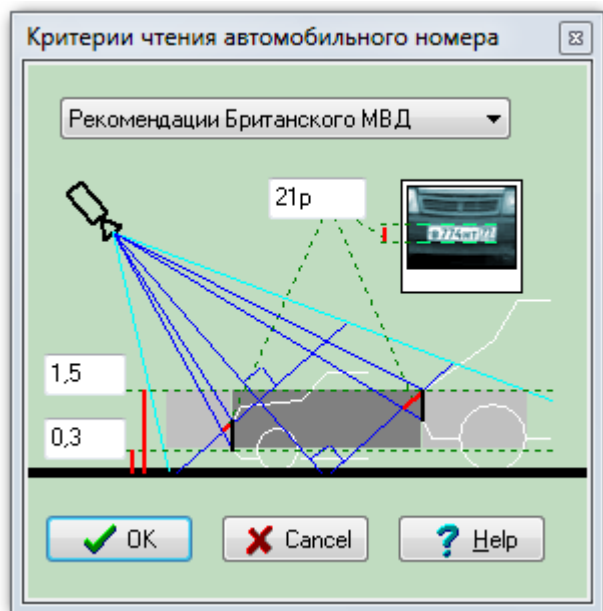 Критерии чтения автомобильного номера
Рекомендации Британского МВД
21p
1,5
0,3
OK
Cancel
Help